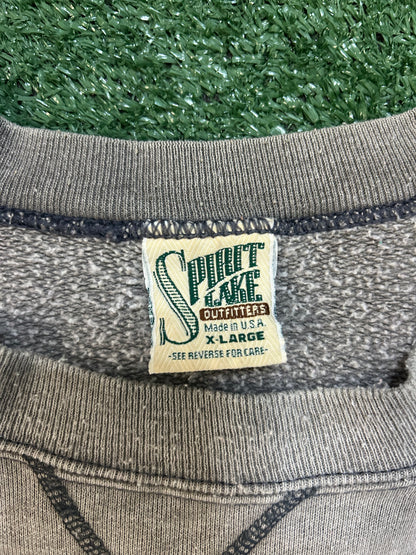 SPIRIT
LAKE
OUTFITTERS
Made in U.S.A.
X-LARGE
-SEE REVERSE FOR CARE-